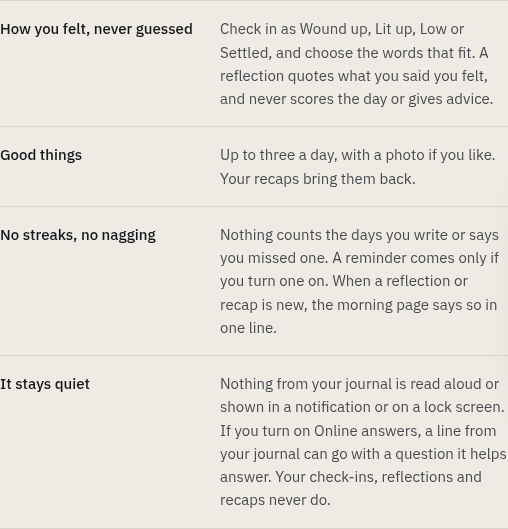 How you felt, never guessed
Check in as Wound up, Lit up, Low or
Settled, and choose the words that fit. A
reflection quotes what you said you felt,
and never scores the day or gives advice.
Good things
Up to three a day, with a photo if you like.
Your recaps bring them back.
No streaks, no nagging
Nothing counts the days you write or says
you missed one. A reminder comes only if
you turn one on. When a reflection or
recap is new, the morning page says so in
one line.
It stays quiet
Nothing from your journal is read aloud or
shown in a notification or on a lock screen.
If you turn on Online answers, a line from
your journal can go with a question it helps
answer. Your check-ins, reflections and
recaps never do.